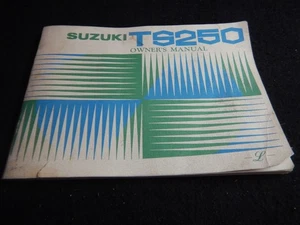 SUZUKI TS250
OWNER'S MANUAL
-L-